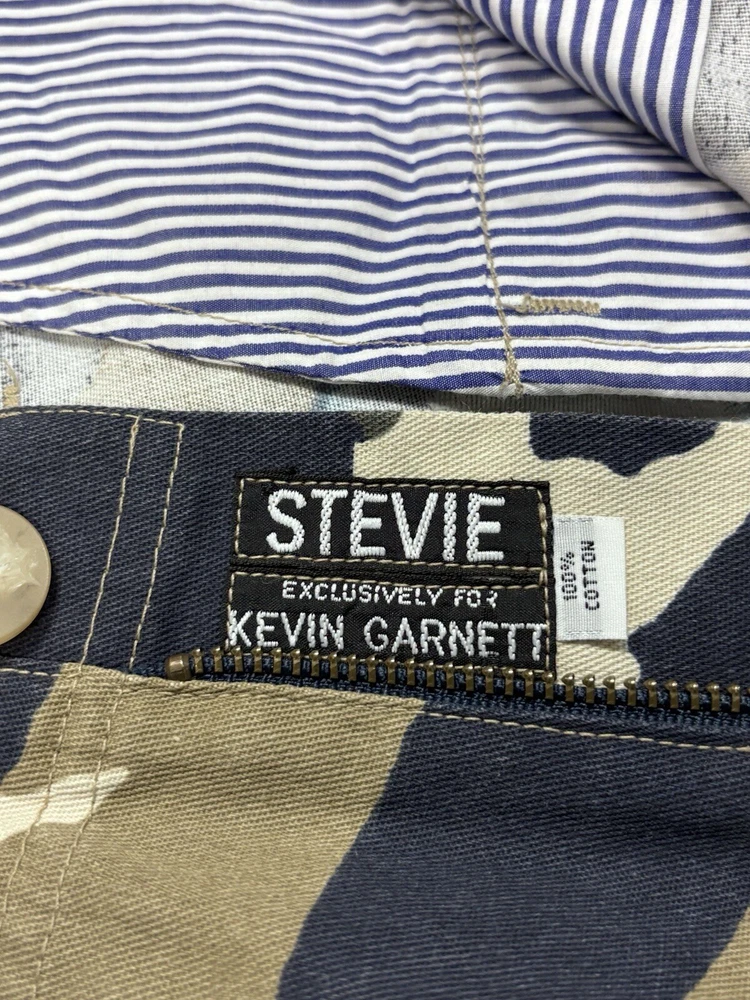 STEVIE
EXCLUSIVELY FOR
KEVIN GARNETT
100%
COTTON